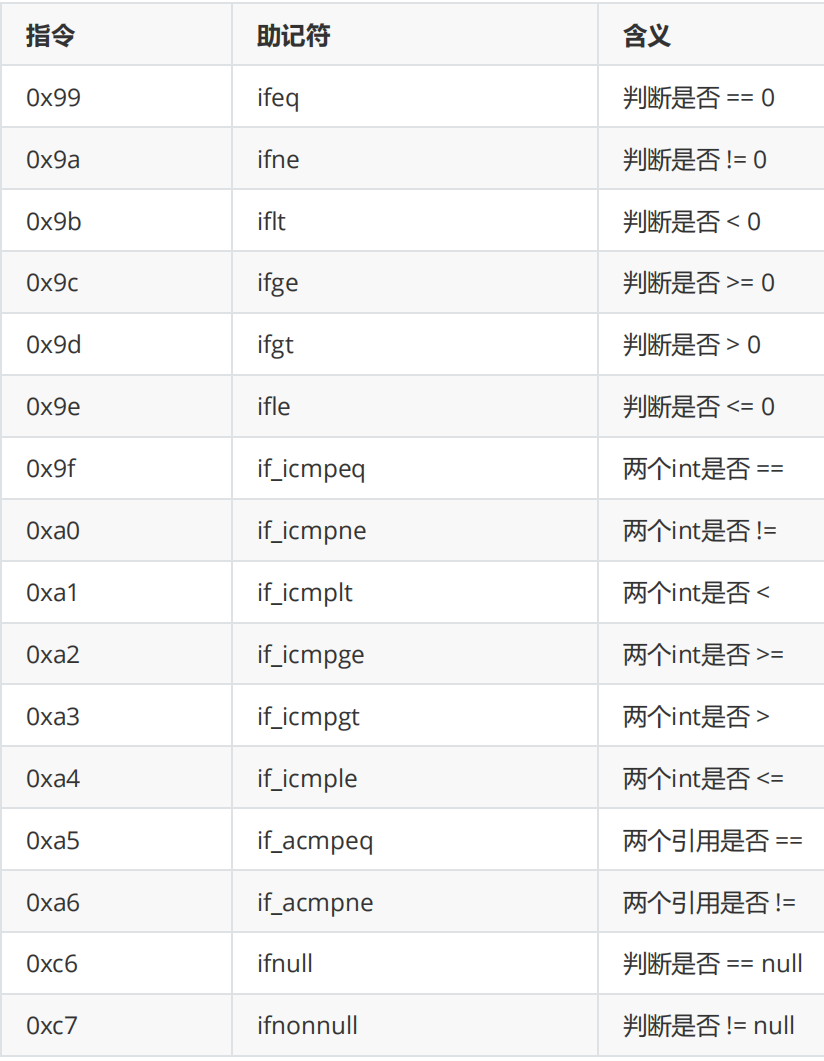 指令 助记符 含义
0x99 ifeq 判断是否 == 0
0x9a ifne 判断是否 != 0
0x9b iflt 判断是否 < 0
0x9c ifge 判断是否 >= 0
0x9d ifgt 判断是否 > 0
0x9e ifle 判断是否 <= 0
0x9f if_icmpeq 两个int是否 ==
0xa0 if_icmpne 两个int是否 !=
0xa1 if_icmplt 两个int是否 <
0xa2 if_icmpge 两个int是否 >=
0xa3 if_icmpgt 两个int是否 >
0xa4 if_icmple 两个int是否 <=
0xa5 if_acmpeq 两个引用是否 ==
0xa6 if_acmpne 两个引用是否 !=
0xc6 ifnull 判断是否 == null
0xc7 ifnonnull 判断是否 != null